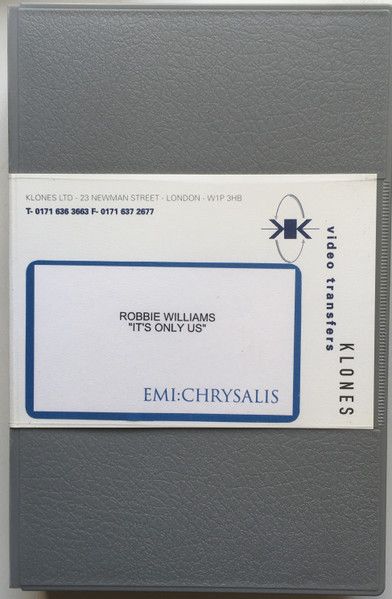 KLONES LTD - 23 NEWMAN STREET - LONDON - W1P 3HB
T- 0171 636 3663 F- 0171 637 2677
video transfers
KLONES
ROBBIE WILLIAMS
"IT'S ONLY US"
EMI:CHRYSALIS